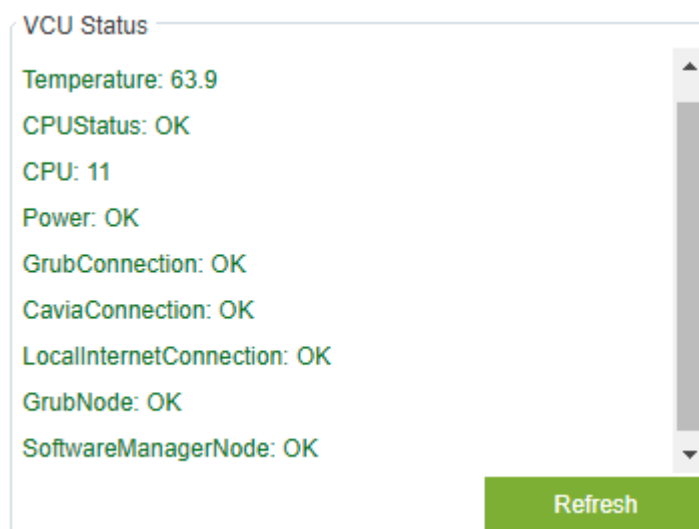 VCU Status
Temperature: 63.9
CPUStatus: OK
CPU: 11
Power: OK
GrubConnection: OK
CaviaConnection: OK
LocalInternetConnection: OK
GrubNode: OK
SoftwareManagerNode: OK
Refresh